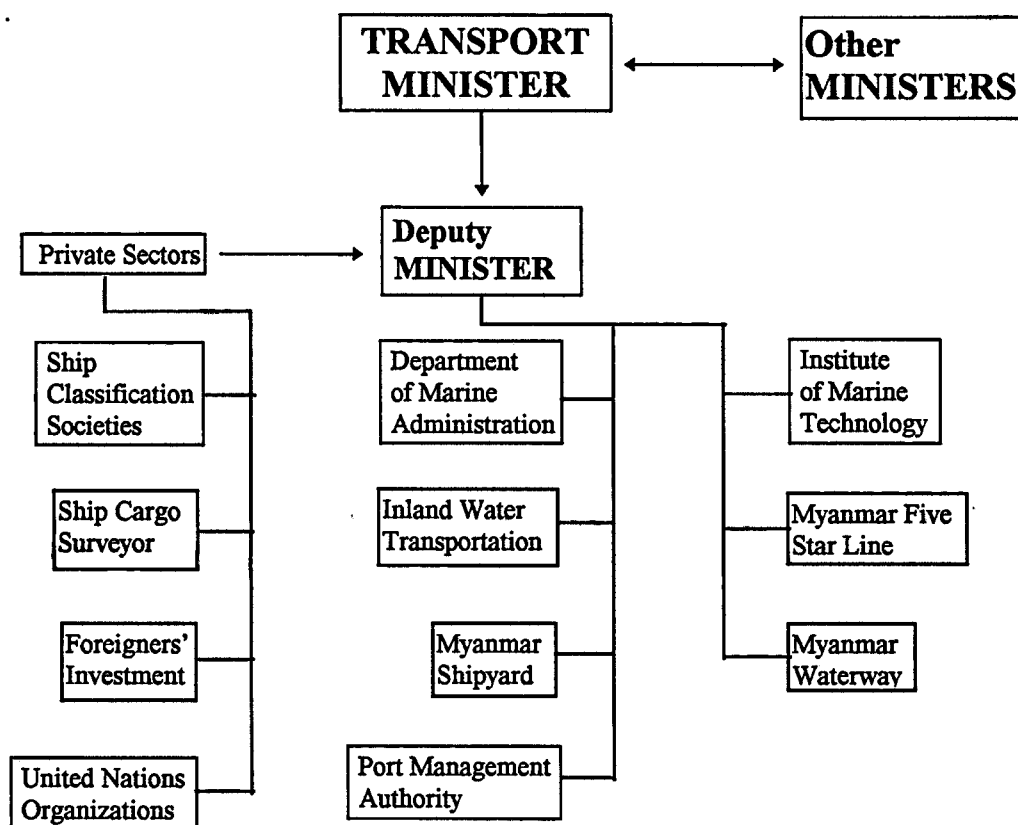 TRANSPORT
MINISTER
Other
MINISTERS
Deputy
MINISTER
Private Sectors
Ship
Classification
Societies
Department
of Marine
Administration
Institute
of Marine
Technology
Ship Cargo
Surveyor
Inland Water
Transportation
Myanmar Five
Star Line
Foreigners'
Investment
Myanmar
Shipyard
Myanmar
Waterway
United Nations
Organizations
Port Management
Authority